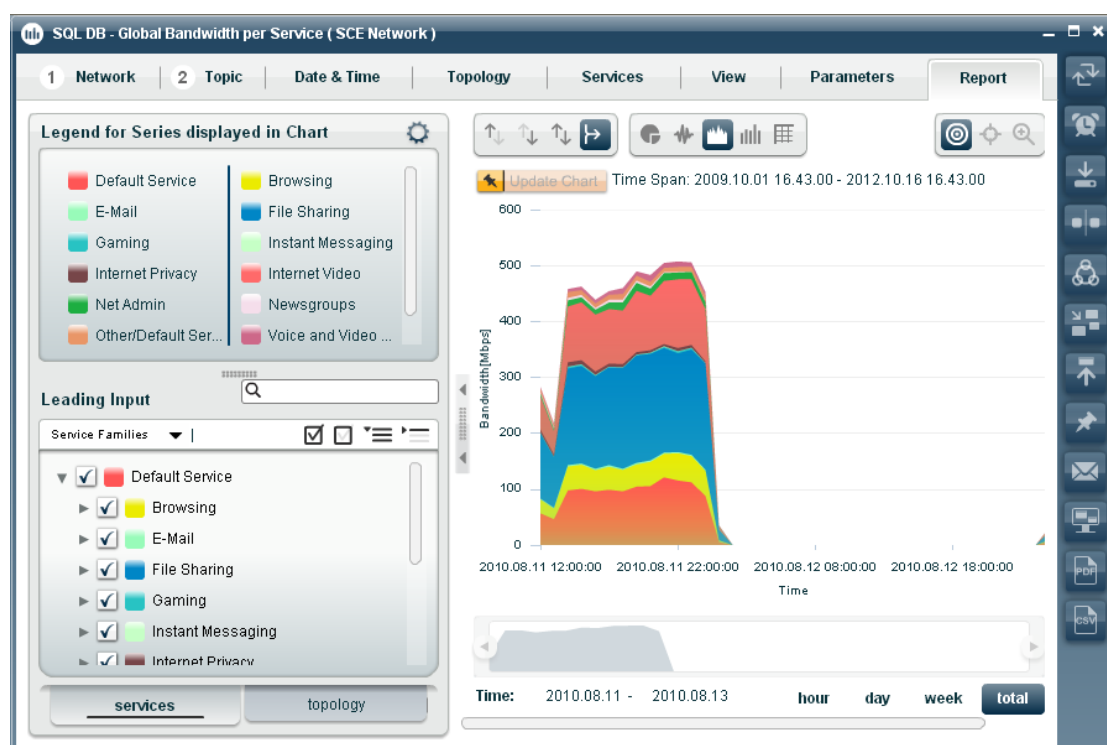 SQL DB - Global Bandwidth per Service ( SCE Network )
1 Network 2 Topic Date & Time Topology Services View Parameters Report
Legend for Series displayed in Chart
Default Service Browsing
E-Mail File Sharing
Gaming Instant Messaging
Internet Privacy Internet Video
Net Admin Newsgroups
Other/Default Ser... Voice and Video ...
Leading Input
Service Families
Default Service
Browsing
E-Mail
File Sharing
Gaming
Instant Messaging
Internet Privacy
services topology
Update Chart Time Span: 2009.10.01 16.43.00 - 2012.10.16 16.43.00
600
500
400
300
200
100
0
Bandwidth[Mbps]
2010.08.11 12:00:00 2010.08.11 22:00:00 2010.08.12 08:00:00 2010.08.12 18:00:00
Time
Time: 2010.08.11 - 2010.08.13 hour day week total
PDF
CSV